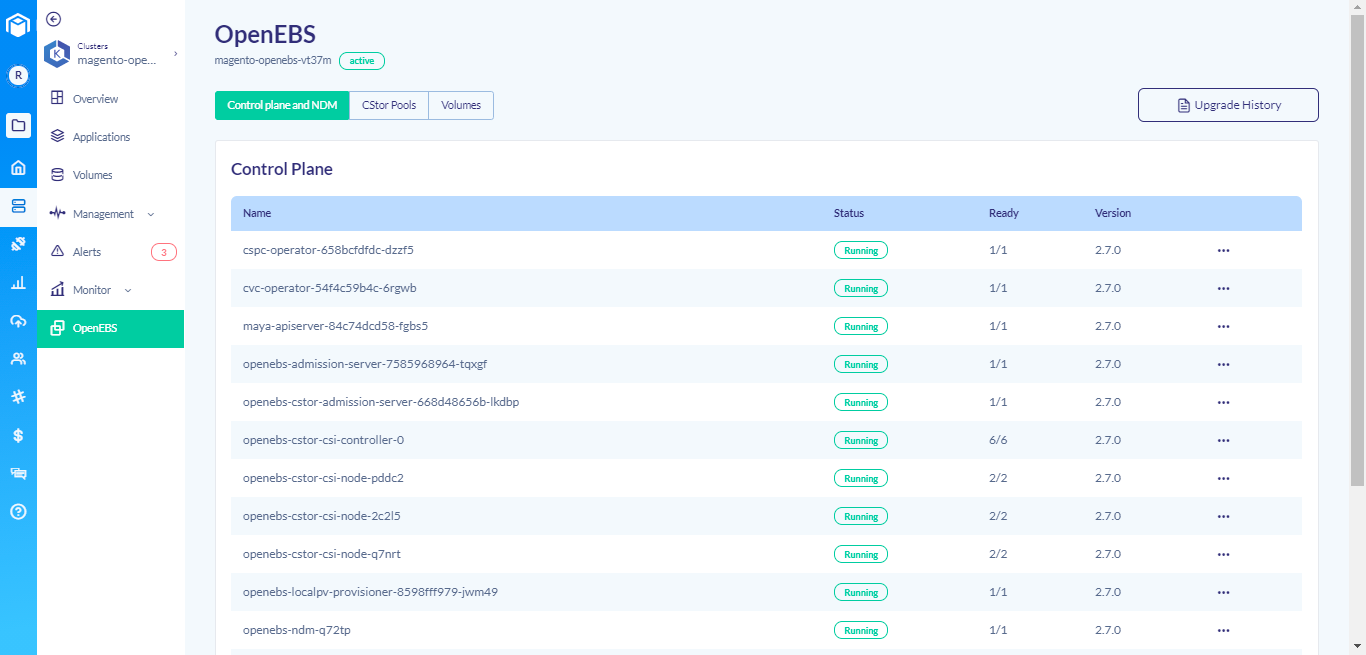 OpenEBS
magento-openebs-vt37m active
Clusters
magento-ope...
R
Overview
Applications
Volumes
Management
Alerts 3
Monitor
OpenEBS
Control plane and NDM CStor Pools Volumes
Upgrade History
Control Plane
Name Status Ready Version
cspc-operator-658bcfdfdc-dzzf5 Running 1/1 2.7.0
cvc-operator-54f4c59b4c-6rgwb Running 1/1 2.7.0
maya-apiserver-84c74dcd58-fgbs5 Running 1/1 2.7.0
openebs-admission-server-7585968964-tqxgf Running 1/1 2.7.0
openebs-cstor-admission-server-668d48656b-lkdbp Running 1/1 2.7.0
openebs-cstor-csi-controller-0 Running 6/6 2.7.0
openebs-cstor-csi-node-pddc2 Running 2/2 2.7.0
openebs-cstor-csi-node-2c2l5 Running 2/2 2.7.0
openebs-cstor-csi-node-q7nrt Running 2/2 2.7.0
openebs-localpv-provisioner-8598fff979-jwm49 Running 1/1 2.7.0
openebs-ndm-q72tp Running 1/1 2.7.0